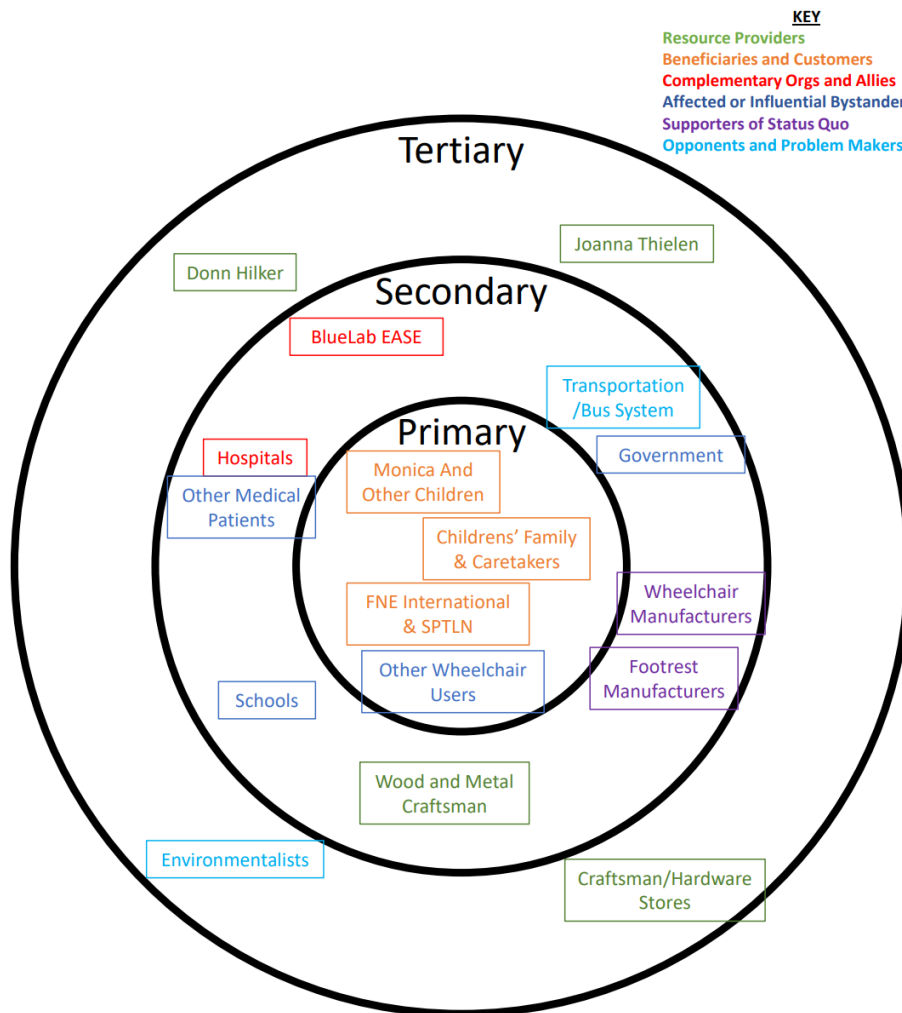 KEY
Resource Providers
Beneficiaries and Customers
Complementary Orgs and Allies
Affected or Influential Bystander
Supporters of Status Quo
Opponents and Problem Makers
Tertiary
Joanna Thielen
Donn Hilker
Secondary
BlueLab EASE
Transportation
/Bus System
Primary
Hospitals
Government
Monica And
Other Children
Other Medical
Patients
Childrens’ Family
& Caretakers
FNE International
& SPTLN
Wheelchair
Manufacturers
Other Wheelchair
Users
Footrest
Manufacturers
Schools
Wood and Metal
Craftsman
Environmentalists
Craftsman/Hardware
Stores